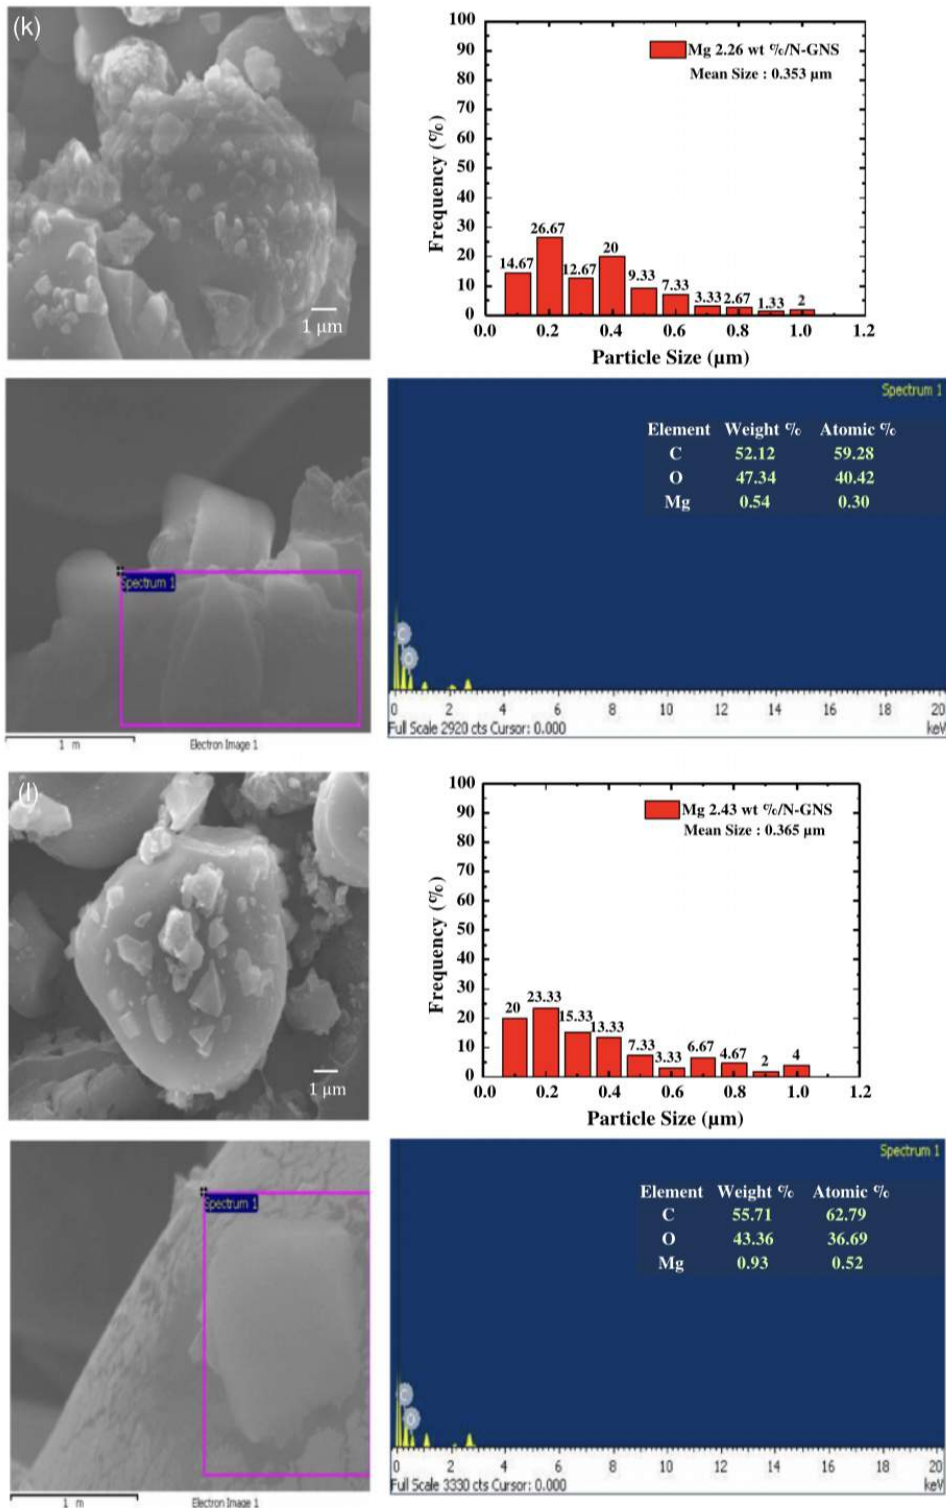 (k)
1 µm
100
90
80
70
60
50
40
30
20
10
0
Frequency (%)
Mg 2.26 wt %/N-GNS
Mean Size : 0.353 µm
14.67
26.67
12.67
20
9.33
7.33
3.33
2.67
1.33
2
0.0 0.2 0.4 0.6 0.8 1.0 1.2
Particle Size (µm)
Spectrum 1
1 m
Electron Image 1
Spectrum 1
Element Weight % Atomic %
C 52.12 59.28
O 47.34 40.42
Mg 0.54 0.30
C
O
0 2 4 6 8 10 12 14 16 18 20
Full Scale 2920 cts Cursor: 0.000
keV
(l)
1 µm
100
90
80
70
60
50
40
30
20
10
0
Frequency (%)
Mg 2.43 wt %/N-GNS
Mean Size : 0.365 µm
20
23.33
15.33
13.33
7.33
3.33
6.67
4.67
2
4
0.0 0.2 0.4 0.6 0.8 1.0 1.2
Particle Size (µm)
Spectrum 1
1 m
Electron Image 1
Spectrum 1
Element Weight % Atomic %
C 55.71 62.79
O 43.36 36.69
Mg 0.93 0.52
C
O
0 2 4 6 8 10 12 14 16 18 20
Full Scale 3330 cts Cursor: 0.000
keV